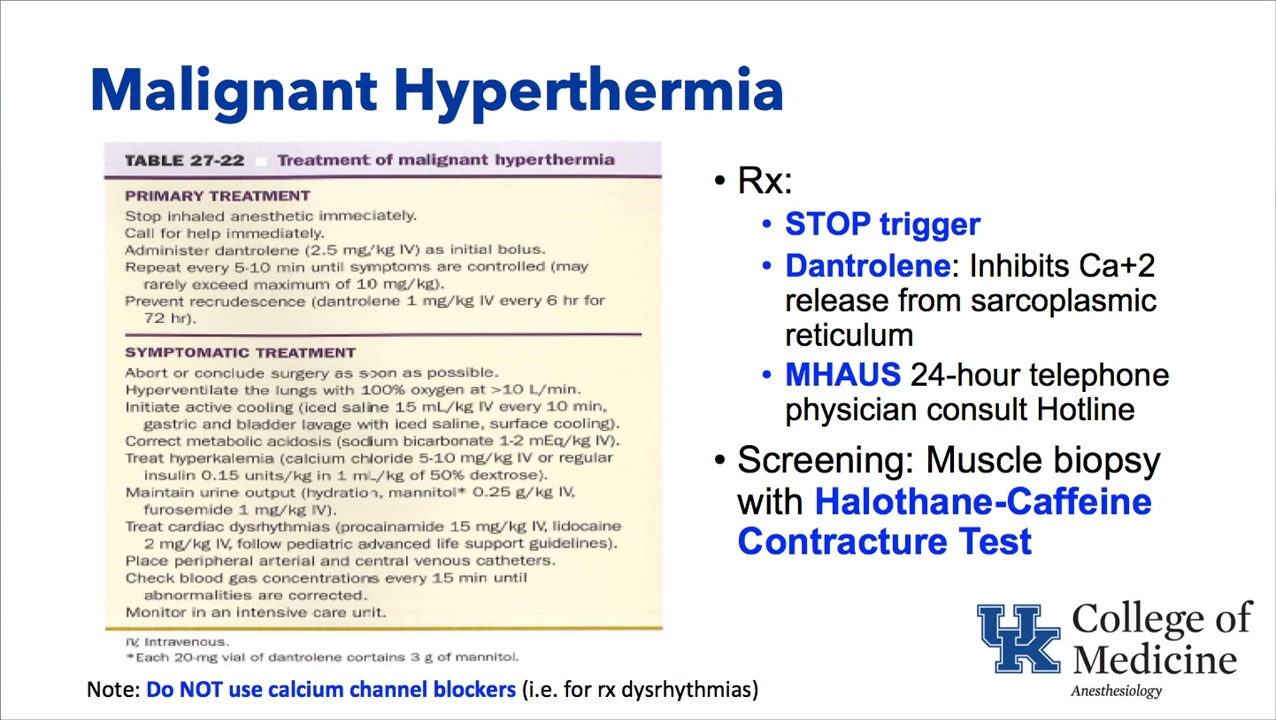 Malignant Hyperthermia
TABLE 27-22 Treatment of malignant hyperthermia
PRIMARY TREATMENT
Stop inhaled anesthetic immeciately.
Call for help immediately.
Administer dantrolene (2.5 mg/kg IV) as initial bolus.
Repeat every 5-10 min until symptoms are controlled (may
rarely exceed maximum of 10 mg/kg).
Prevent recrudescence (dantrolene 1 mg/kg IV every 6 hr for
72 hr).
SYMPTOMATIC TREATMENT
Abort or conclude surgery as soon as possible.
Hyperventilate the lungs with 100% oxygen at >10 L/min.
Initiate active cooling (iced saline 15 mL/kg IV every 10 min,
gastric and bladder lavage with iced saline, surface cooling).
Correct metabolic acidosis (sodium bicarbonate 1-2 mEq/kg IV).
Treat hyperkalemia (calcium chloride 5-10 mg/kg IV or regular
insulin 0.15 units/kg in 1 mL/kg of 50% dextrose).
Maintain urine output (hydration, mannitol* 0.25 g/kg IV,
furosemide 1 mg/kg IV).
Treat cardiac dysrhythmias (procainamide 15 mg/kg IV, lidocaine
2 mg/kg IV, follow pediatric advanced life support guidelines).
Place peripheral arterial and central venous catheters.
Check blood gas concentrations every 15 min until
abnormalities are corrected.
Monitor in an intensive care unit.
IV, Intravenous.
*Each 20-mg vial of dantrolene contains 3 g of mannitol.
Note: Do NOT use calcium channel blockers (i.e. for rx dysrhythmias)
• Rx:
• STOP trigger
• Dantrolene: Inhibits Ca+2
release from sarcoplasmic
reticulum
• MHAUS 24-hour telephone
physician consult Hotline
• Screening: Muscle biopsy
with Halothane-Caffeine
Contracture Test
UK
College of
Medicine
Anesthesiology